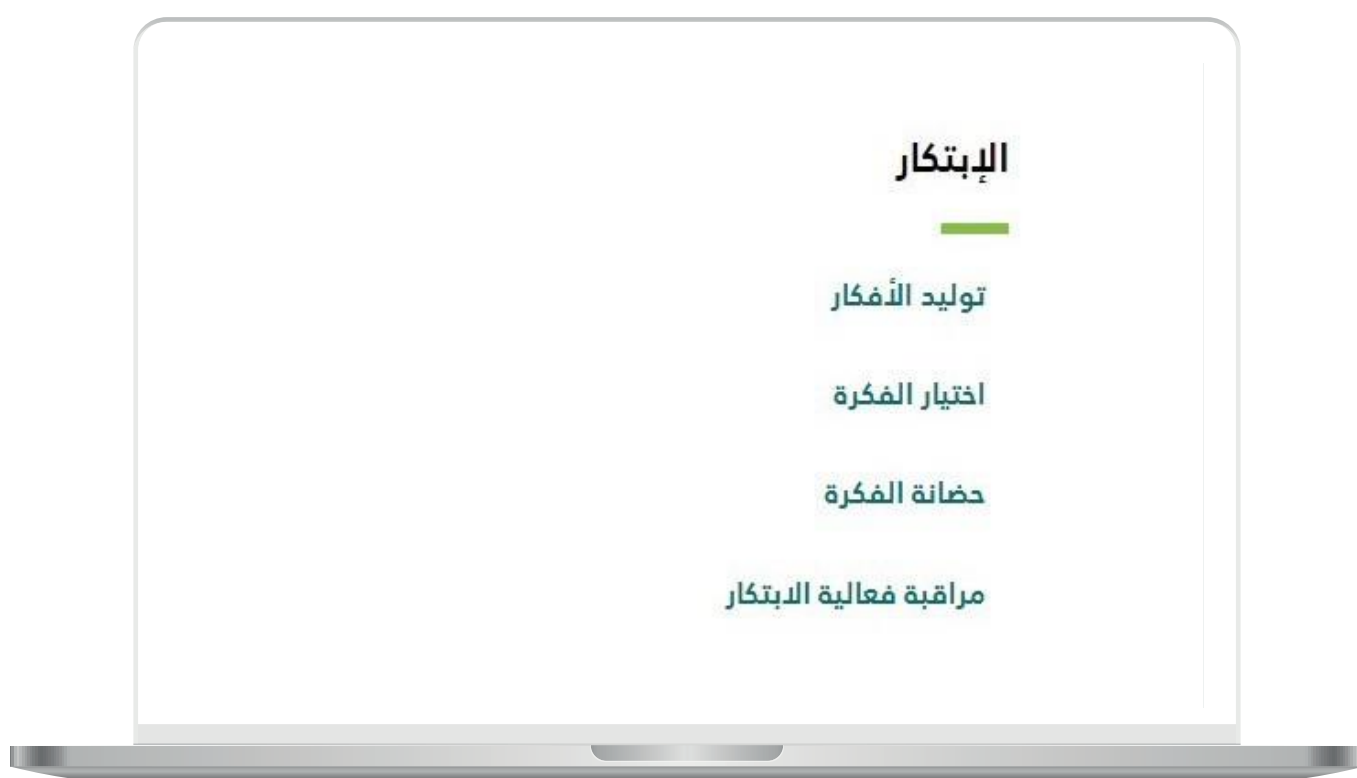 الإبتكار
توليد الأفكار
اختيار الفكرة
حضانة الفكرة
مراقبة فعالية الابتكار